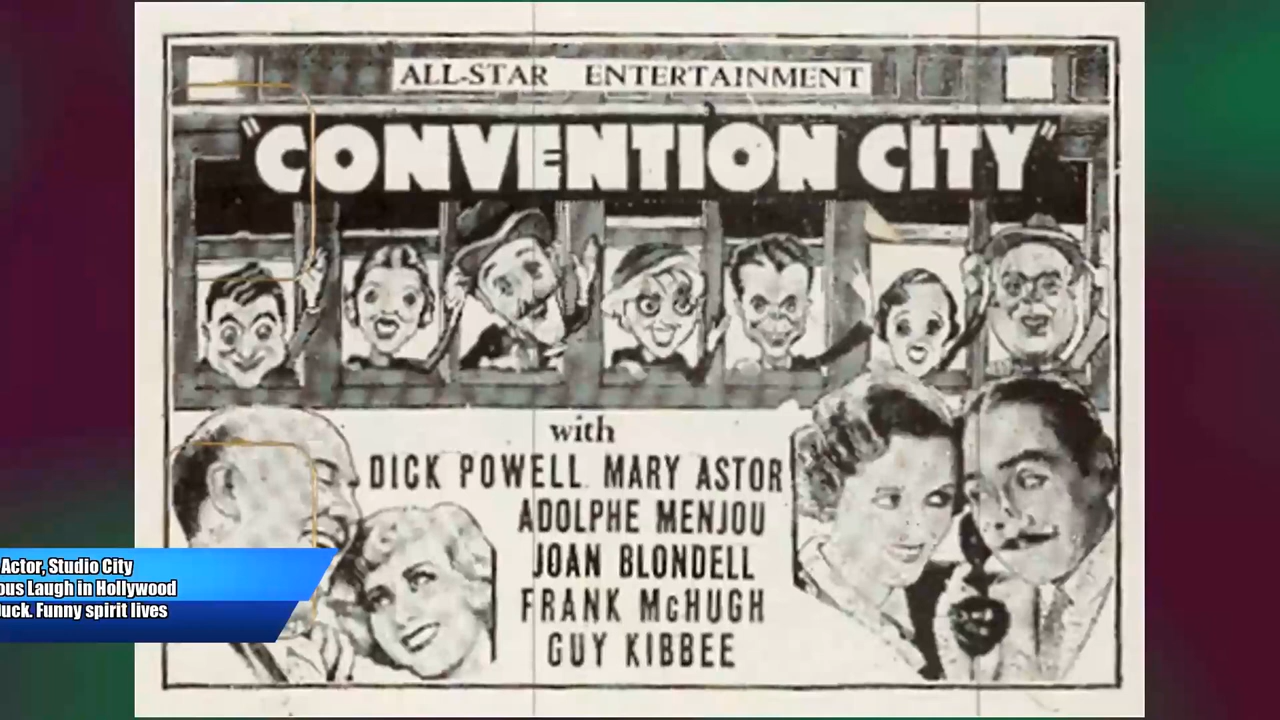 ALL-STAR ENTERTAINMENT
"CONVENTION CITY"
with
DICK POWELL MARY ASTOR
ADOLPHE MENJOU
JOAN BLONDELL
FRANK McHUGH
GUY KIBBEE
Actor, Studio City
Laugh in Hollywood
Funny spirit lives